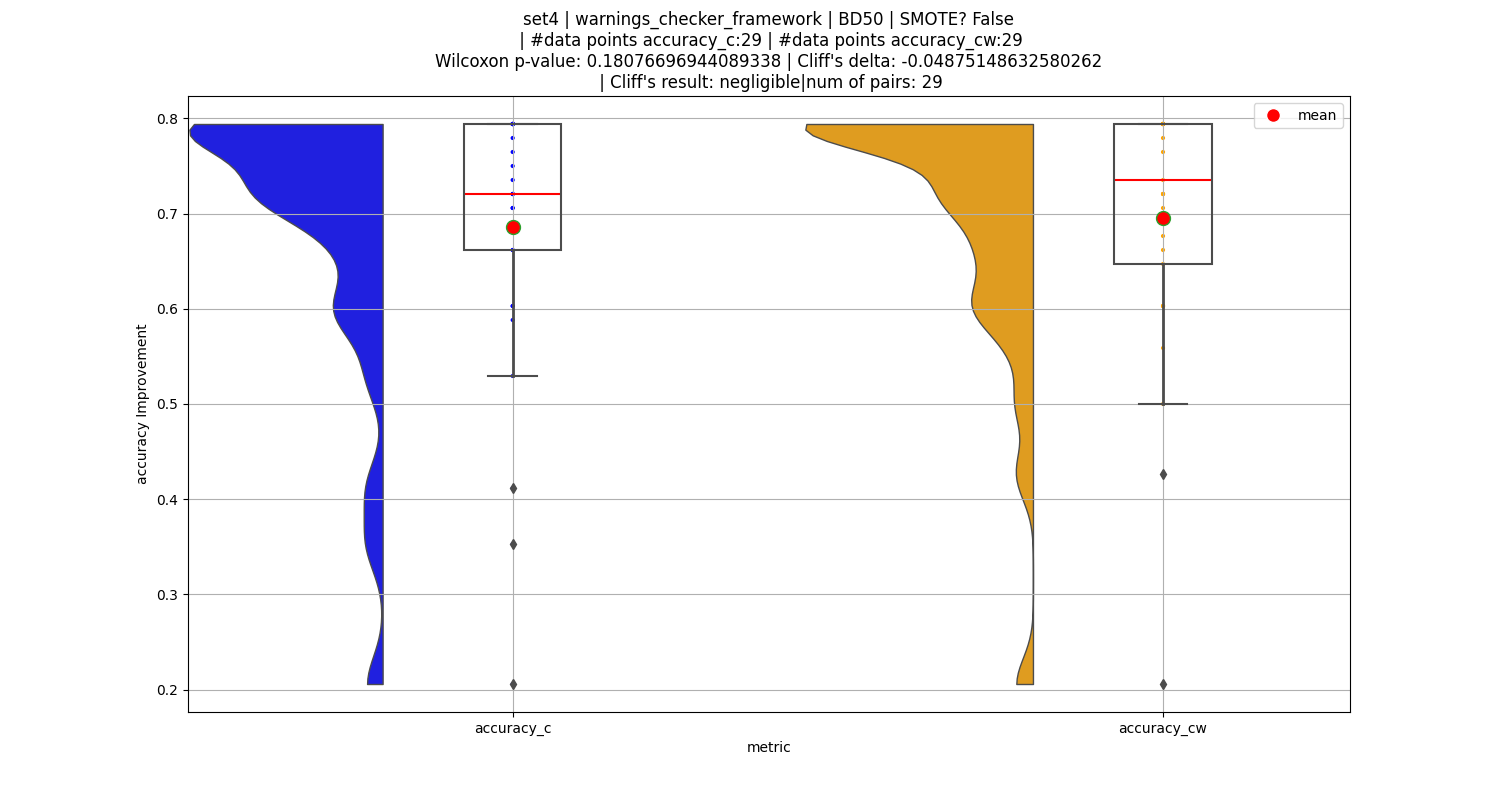 set4 | warnings_checker_framework | BD50 | SMOTE? False
| #data points accuracy_c:29 | #data points accuracy_cw:29
Wilcoxon p-value: 0.18076696944089338 | Cliff's delta: -0.04875148632580262
| Cliff's result: negligible|num of pairs: 29
mean
0.8
0.7
0.6
0.5
0.4
0.3
0.2
accuracy Improvement
accuracy_c
accuracy_cw
metric